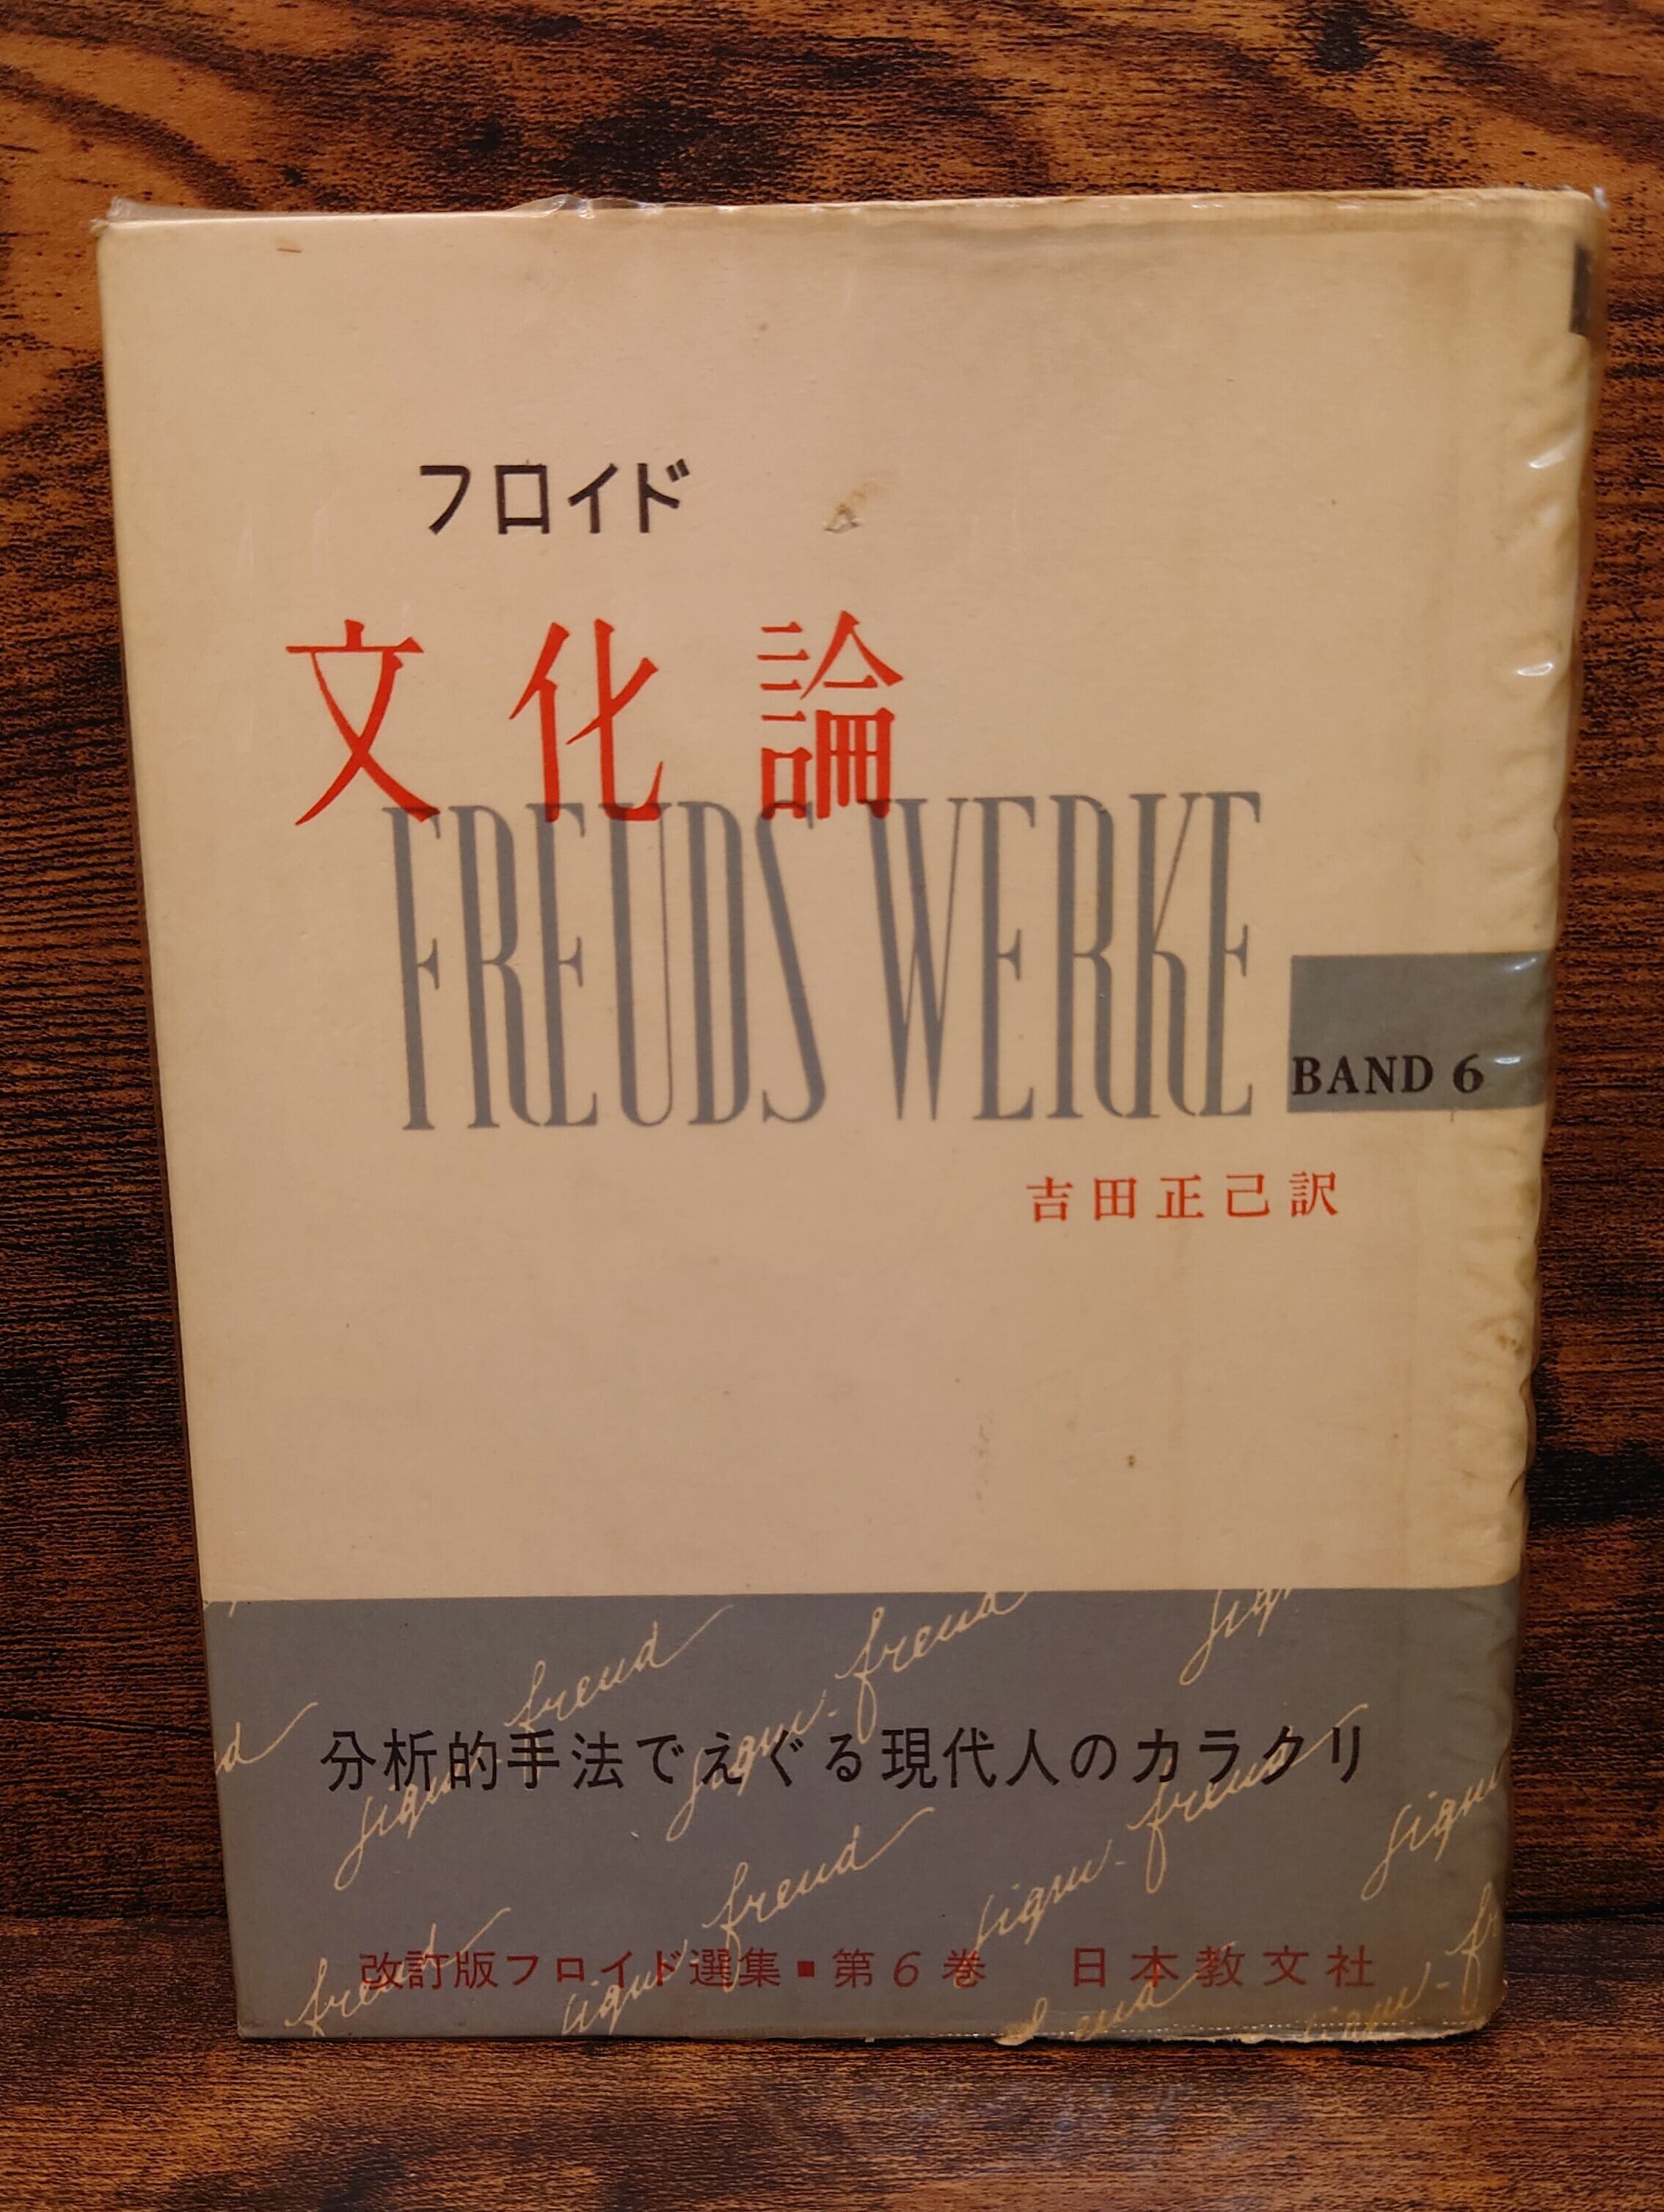 フロイド
文化論
FREUDS WERKE
BAND 6
吉田正己訳
分析的手法でえぐる現代人のカラクリ
改訂版フロイド選集■第6巻 日本教文社